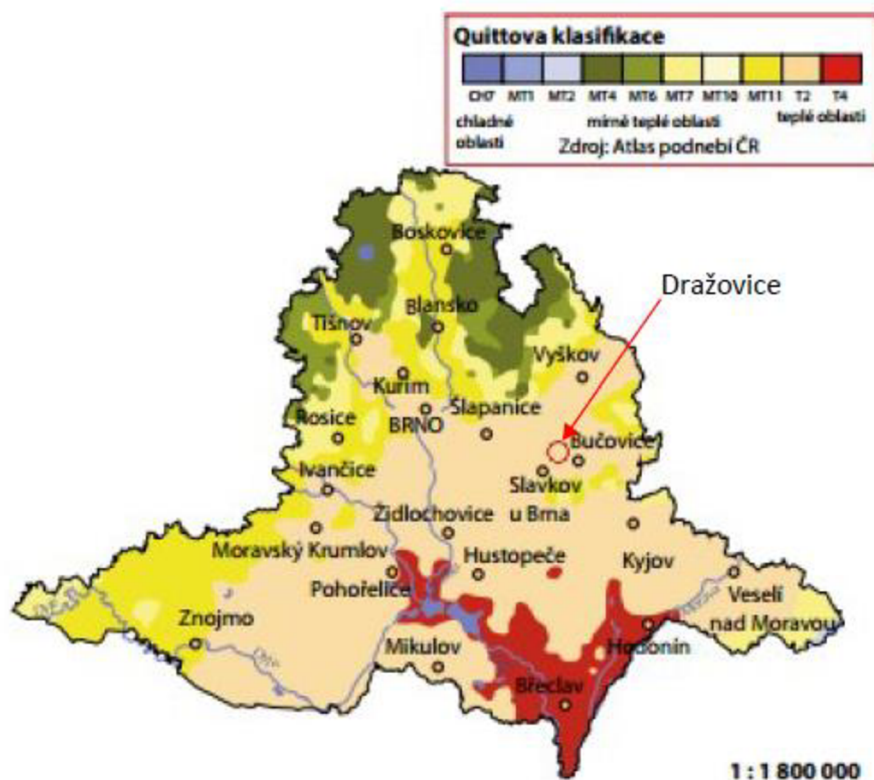 Quittova klasifikace
CH7 MT1 MT2 MT4 MT6 MT7 MT10 MT11 T2 T4
chladné oblasti mírně teplé oblasti teplé oblasti
Zdroj: Atlas podnebí ČR
Boskovice
Dražovice
Blansko
Tišnov
Vyškov
Kuřim
Šlapanice
BRNO
Rosice
Bučovice
Ivančice
Slavkov
u Brna
Židlochovice
Moravský Krumlov
Hustopeče
Kyjov
Pohořelice
Veselí
nad Moravou
Znojmo
Hodonín
Mikulov
Břeclav
1 : 1 800 000